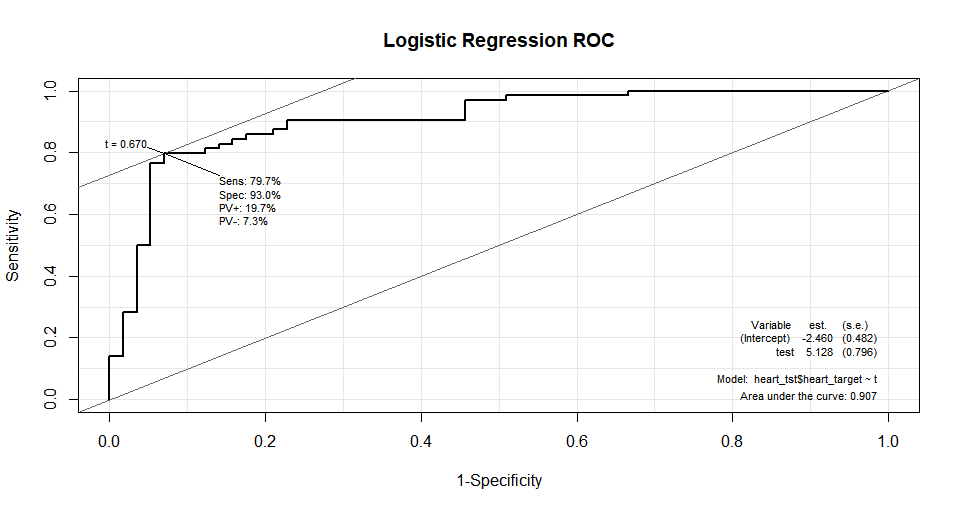 Logistic Regression ROC
Sensitivity
1.0
0.8
0.6
0.4
0.2
0.0
t = 0.670
Sens: 79.7%
Spec: 93.0%
PV+: 19.7%
PV-: 7.3%
Variable est. (s.e.)
(Intercept) -2.460 (0.482)
test 5.128 (0.796)
Model: heart_tst$heart_target ~ t
Area under the curve: 0.907
0.0 0.2 0.4 0.6 0.8 1.0
1-Specificity